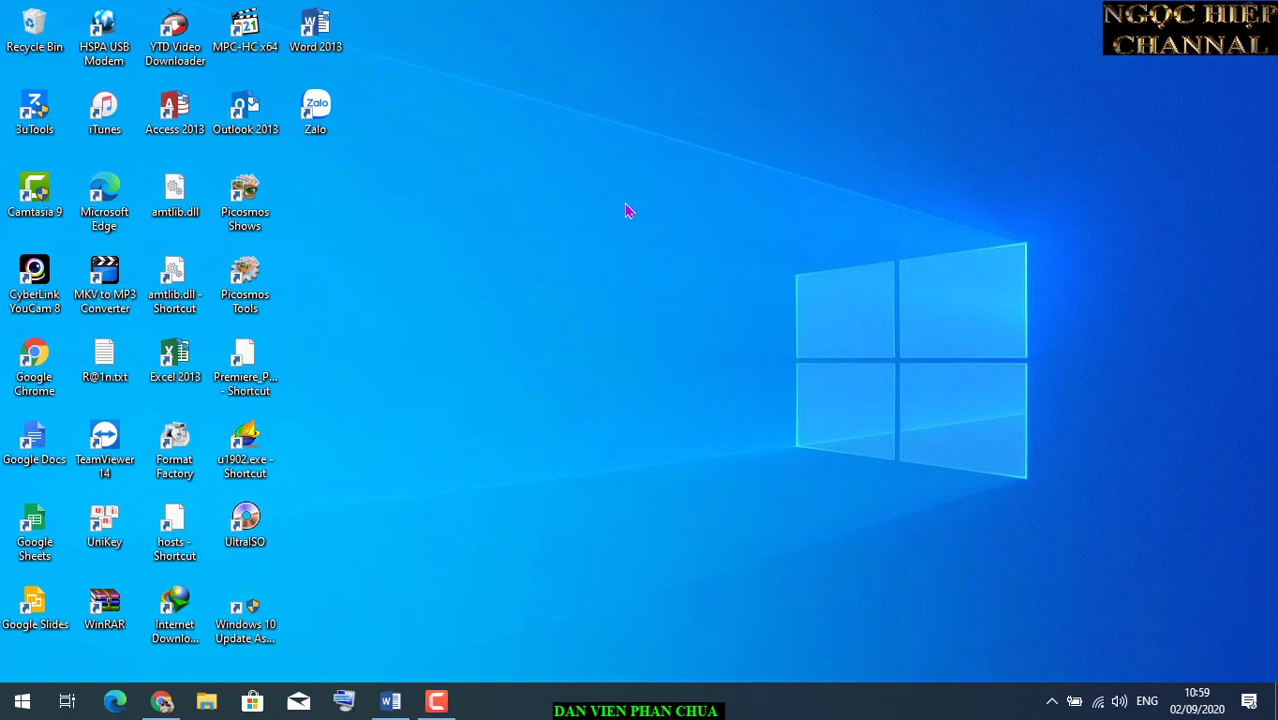 NGỌC HIỆP
CHANNAL
Recycle Bin
HSPA USB
Modem
YTD Video
Downloader
MPC-HC x64
Word 2013
3uTools
iTunes
Access 2013
Outlook 2013
Zalo
Zalo
Camtasia 9
Microsoft
Edge
amtlib.dll
Picosmos
Shows
CyberLink
YouCam 8
MKV to MP3
Converter
amtlib.dll -
Shortcut
Picosmos
Tools
Google
Chrome
R@1n.txt
Excel 2013
Premiere_P...
- Shortcut
Google Docs
TeamViewer
14
Format
Factory
u1902.exe -
Shortcut
Google
Sheets
UniKey
hosts -
Shortcut
UltraISO
Google Slides
WinRAR
Internet
Downlo...
Windows 10
Update As...
ENG
10:59
02/09/2020
DAN VIEN PHAN CHUA